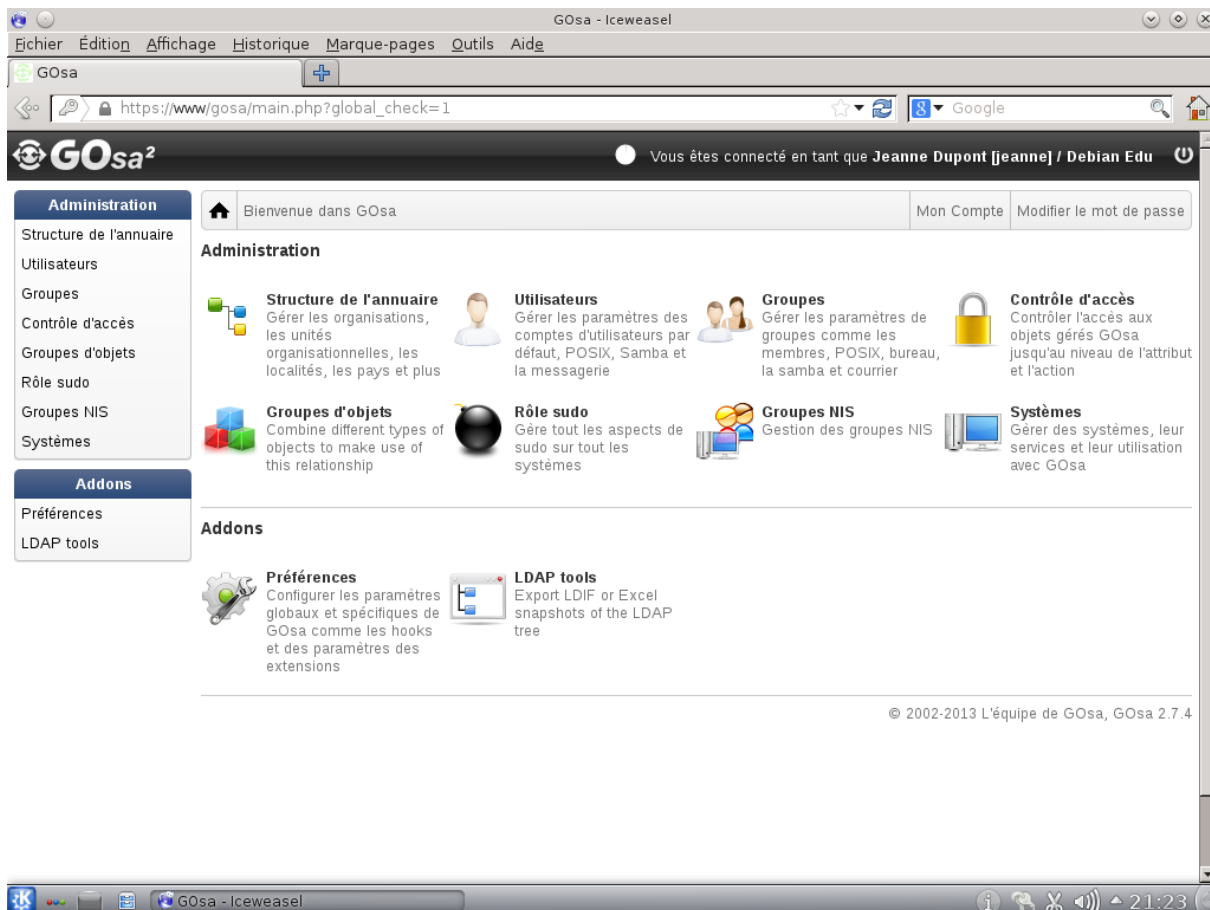 GOsa - Iceweasel
Fichier Édition Affichage Historique Marque-pages Outils Aide
GOsa
https://www/gosa/main.php?global_check=1
Google
GOsa²
Vous êtes connecté en tant que Jeanne Dupont [jeanne] / Debian Edu
Administration
Structure de l'annuaire
Utilisateurs
Groupes
Contrôle d'accès
Groupes d'objets
Rôle sudo
Groupes NIS
Systèmes
Addons
Préférences
LDAP tools
Bienvenue dans GOsa
Mon Compte
Modifier le mot de passe
Administration
Structure de l'annuaire
Gérer les organisations,
les unités
organisationnelles, les
localités, les pays et plus
Utilisateurs
Gérer les paramètres des
comptes d'utilisateurs par
défaut, POSIX, Samba et
la messagerie
Groupes
Gérer les paramètres de
groupes comme les
membres, POSIX, bureau,
la samba et courrier
Contrôle d'accès
Contrôler l'accès aux
objets gérés GOsa
jusqu'au niveau de l'attribut
et l'action
Groupes d'objets
Combine different types of
objects to make use of
this relationship
Rôle sudo
Gère tout les aspects de
sudo sur tout les
systèmes
Groupes NIS
Gestion des groupes NIS
Systèmes
Gérer des systèmes, leur
services et leur utilisation
avec GOsa
Addons
Préférences
Configurer les paramètres
globaux et spécifiques de
GOsa comme les hooks
et des paramètres des
extensions
LDAP tools
Export LDIF or Excel
snapshots of the LDAP
tree
© 2002-2013 L'équipe de GOsa, GOsa 2.7.4
GOsa - Iceweasel
21:23